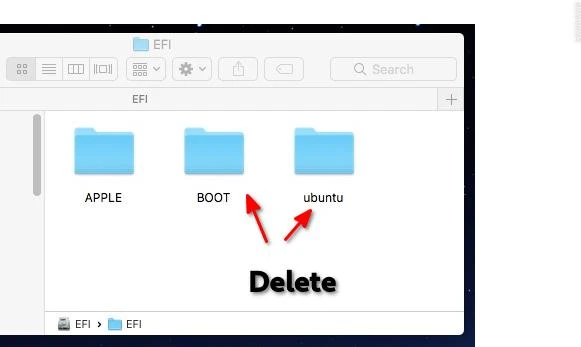 EFI
Search
EFI
APPLE
BOOT
ubuntu
Delete
EFI › EFI